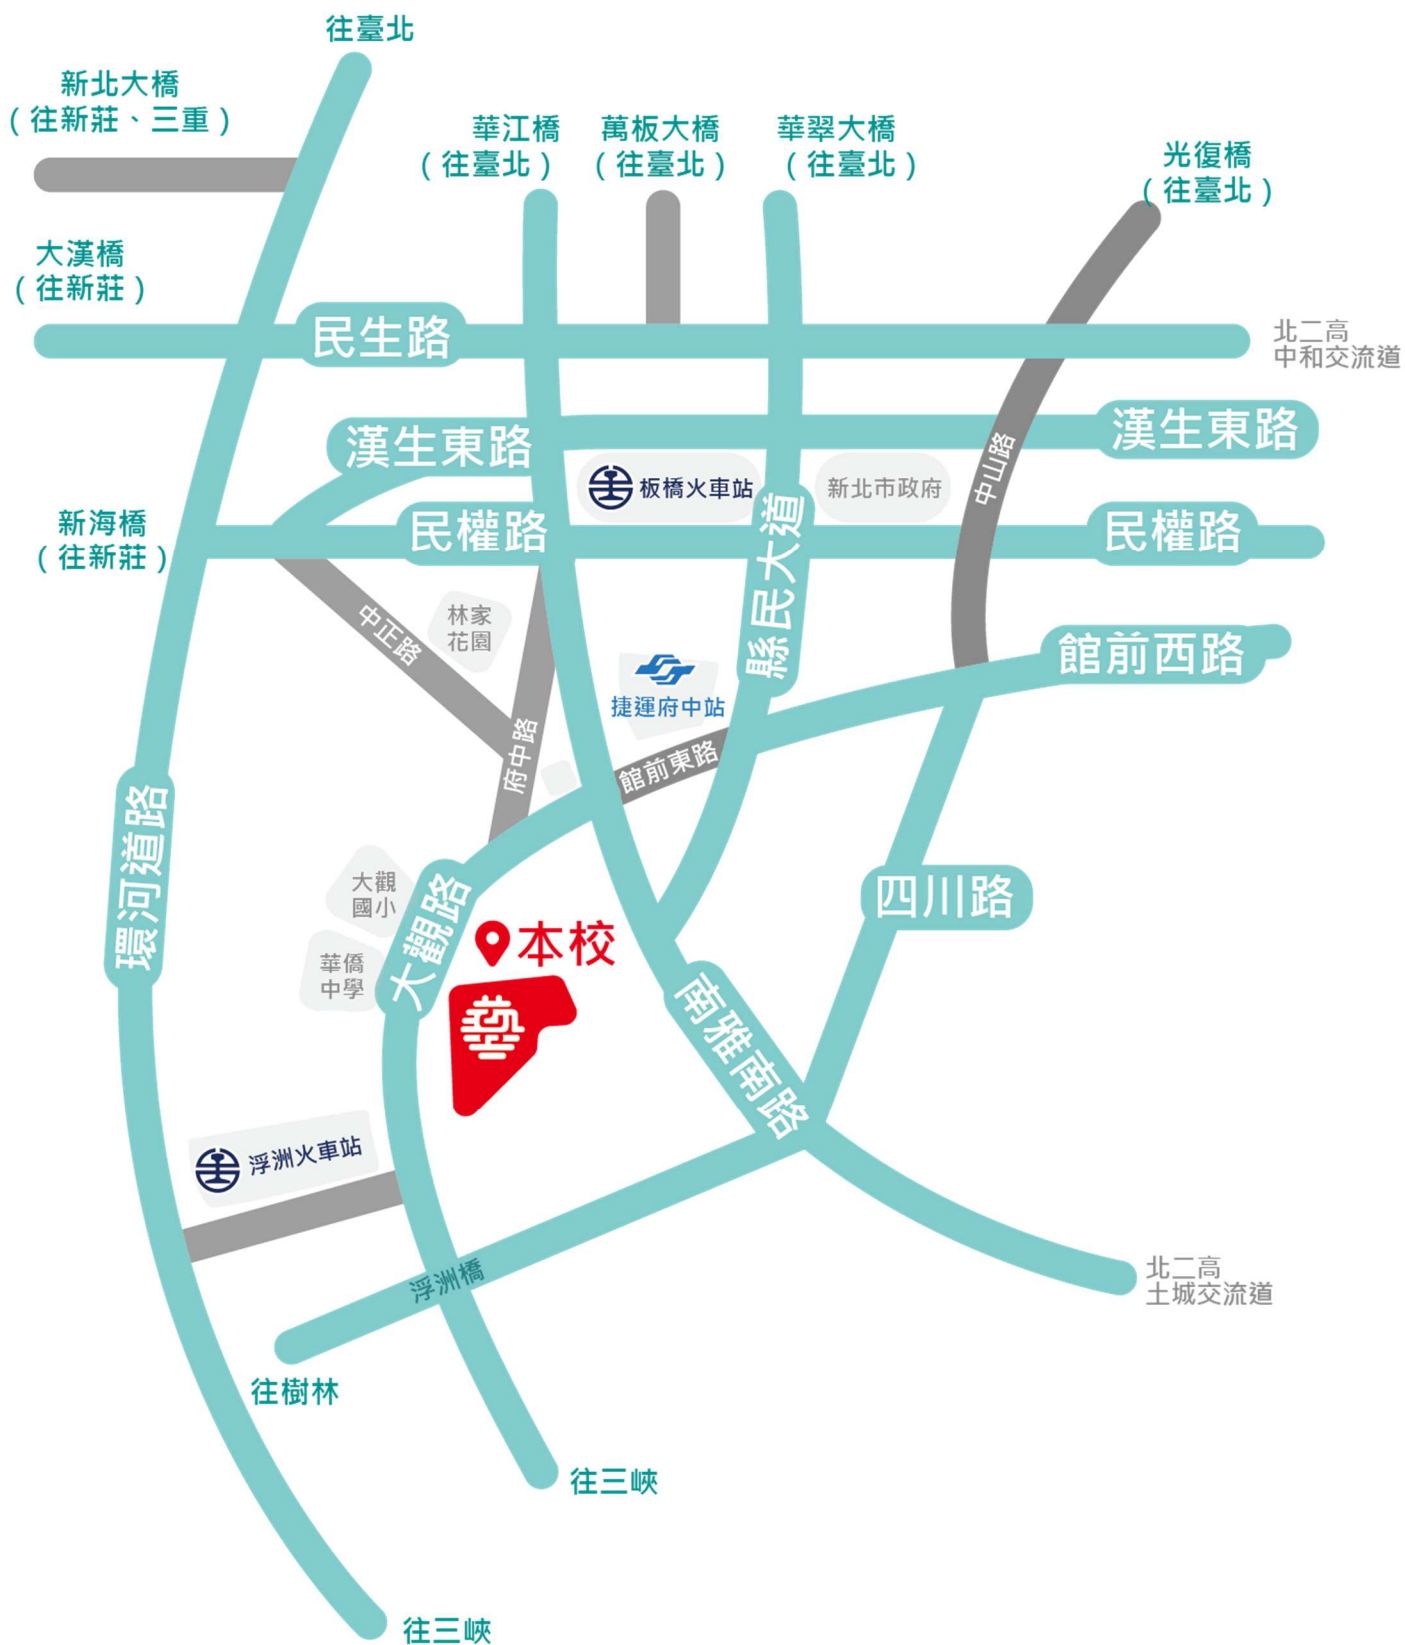 往臺北
新北大橋
（往新莊、三重）
華江橋
（往臺北）
萬板大橋
（往臺北）
華翠大橋
（往臺北）
光復橋
（往臺北）
大漢橋
（往新莊）
民生路
北二高
中和交流道
漢生東路
漢生東路
中山路
板橋火車站
新北市政府
新海橋
（往新莊）
民權路
民權路
縣民大道
中正路
林家
花園
館前西路
捷運府中站
府中路
館前東路
環河道路
大觀
國小
大觀路
四川路
本校
華僑
中學
藝
南雅南路
浮洲火車站
浮洲橋
北二高
土城交流道
往樹林
往三峽
往三峽